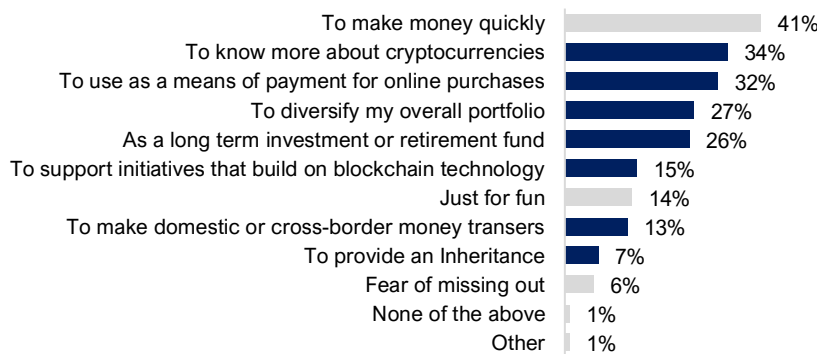 To make money quickly 41%
To know more about cryptocurrencies 34%
To use as a means of payment for online purchases 32%
To diversify my overall portfolio 27%
As a long term investment or retirement fund 26%
To support initiatives that build on blockchain technology 15%
Just for fun 14%
To make domestic or cross-border money transers 13%
To provide an Inheritance 7%
Fear of missing out 6%
None of the above 1%
Other 1%